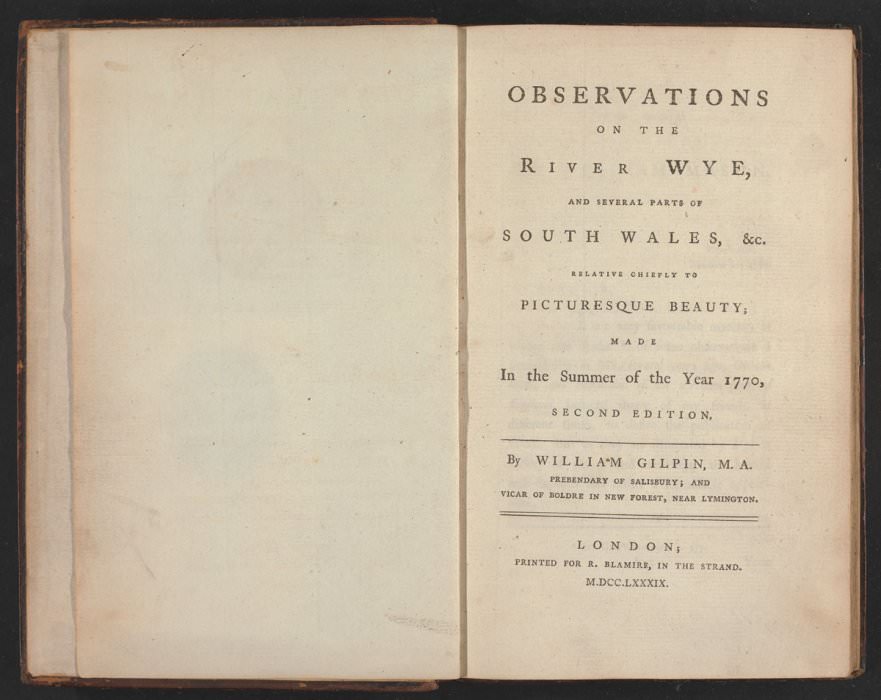 OBSERVATIONS
ON THE
RIVER WYE,
AND SEVERAL PARTS OF
SOUTH WALES, &c.
RELATIVE CHIEFLY TO
PICTURESQUE BEAUTY;
MADE
In the Summer of the Year 1770,
SECOND EDITION.
By WILLIAM GILPIN, M. A.
PREBENDARY OF SALISBURY; AND
VICAR OF BOLDRE IN NEW FOREST, NEAR LYMINGTON.
LONDON;
PRINTED FOR R. BLAMIRE, IN THE STRAND.
M.DCC.LXXXIX.